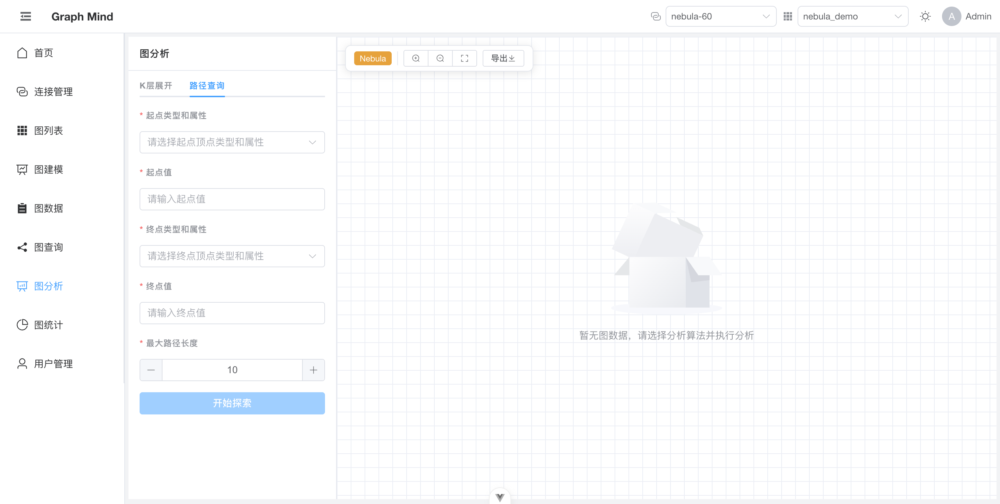 Graph Mind
nebula-60
nebula_demo
A
Admin
首页
连接管理
图列表
图建模
图数据
图查询
图分析
图统计
用户管理
图分析
K层展开
路径查询
* 起点类型和属性
请选择起点顶点类型和属性
* 起点值
请输入起点值
* 终点类型和属性
请选择终点顶点类型和属性
* 终点值
请输入终点值
* 最大路径长度
10
开始探索
Nebula
导出
暂无图数据，请选择分析算法并执行分析